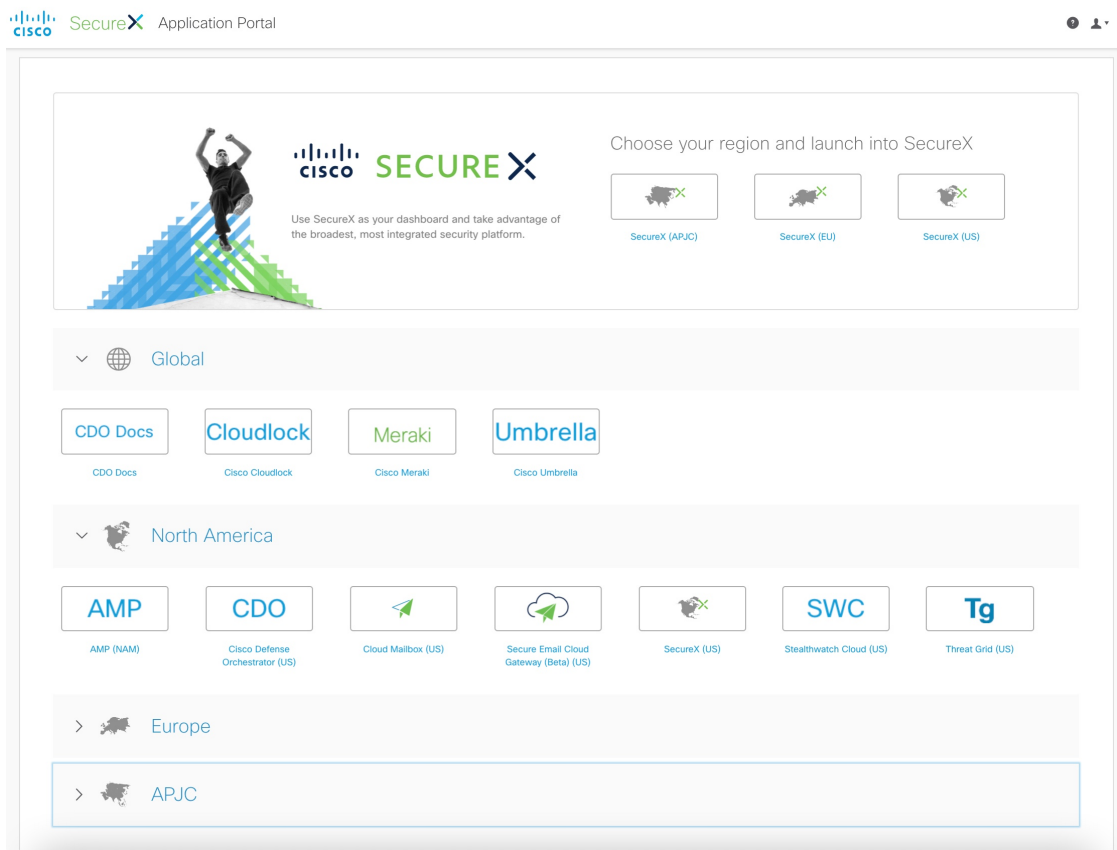 CISCO SecureX Application Portal
CISCO SECURE X
Use SecureX as your dashboard and take advantage of
the broadest, most integrated security platform.
Choose your region and launch into SecureX
SecureX (APJC) SecureX (EU) SecureX (US)
Global
CDO Docs Cloudlock Meraki Umbrella
CDO Docs Cisco Cloudlock Cisco Meraki Cisco Umbrella
North America
AMP CDO SWC Tg
AMP (NAM) Cisco Defense Cloud Mailbox (US) Secure Email Cloud SecureX (US) Stealthwatch Cloud (US) Threat Grid (US)
Orchestrator (US) Gateway (Beta) (US)
Europe
APJC